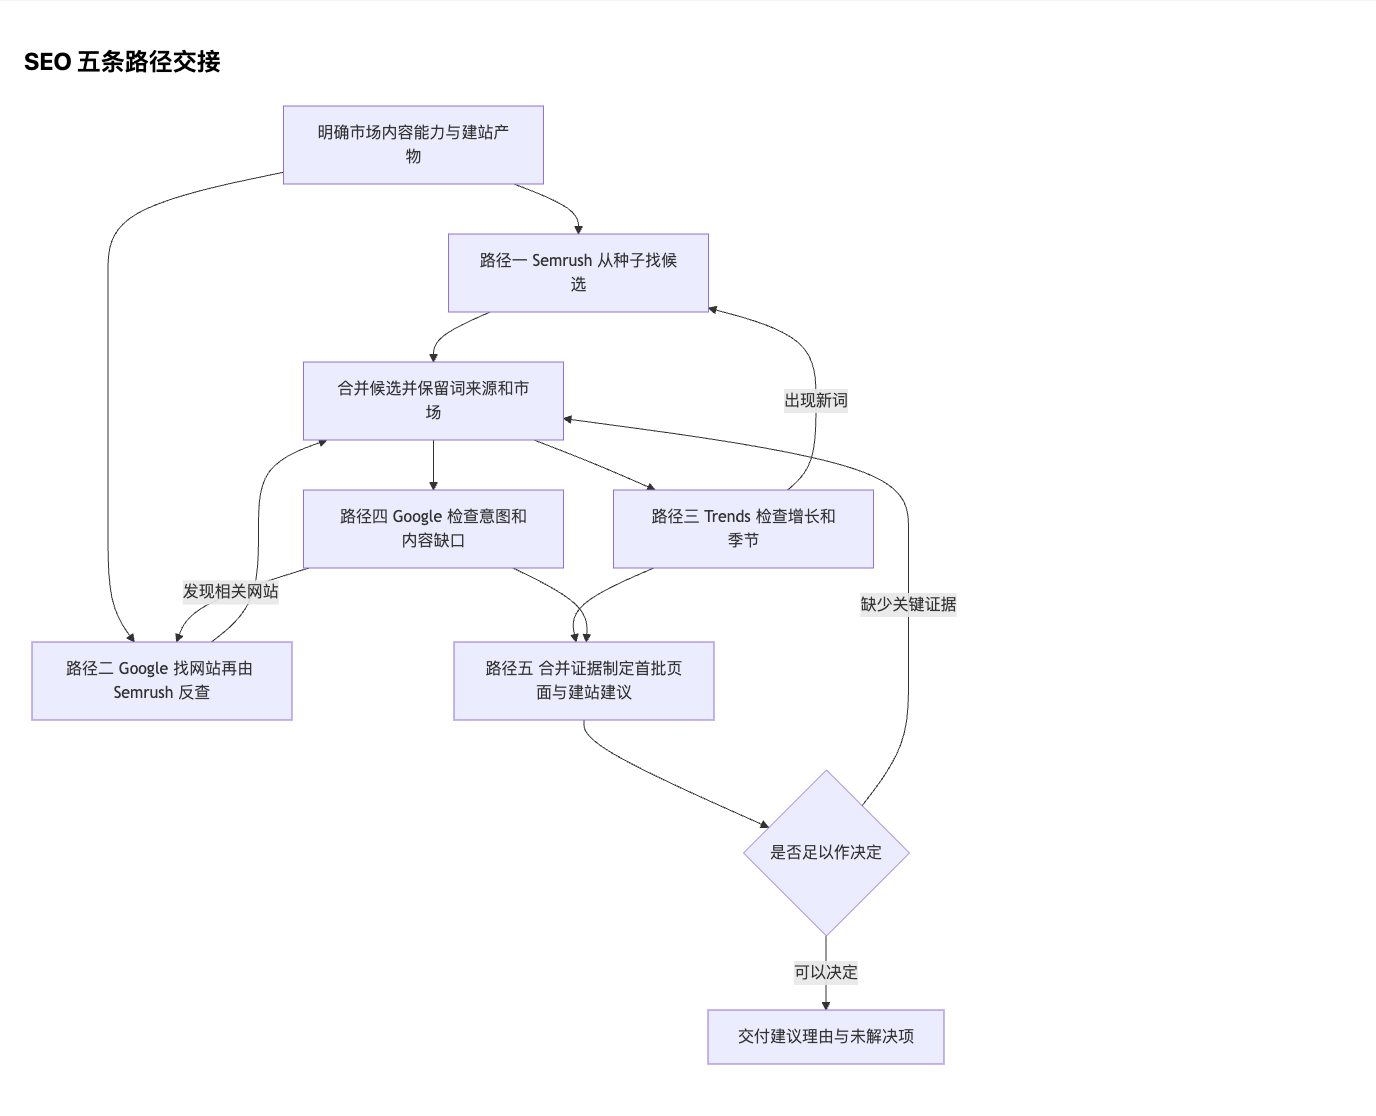 SEO 五条路径交接
明确市场内容能力与建站产
物
路径一 Semrush 从种子找候
选
合并候选并保留词来源和市
场
出现新词
路径四 Google 检查意图和
内容缺口
路径三 Trends 检查增长和
季节
发现相关网站
缺少关键证据
路径二 Google 找网站再由
Semrush 反查
路径五 合并证据制定首批页
面与建站建议
是否足以作决定
可以决定
交付建议理由与未解决项